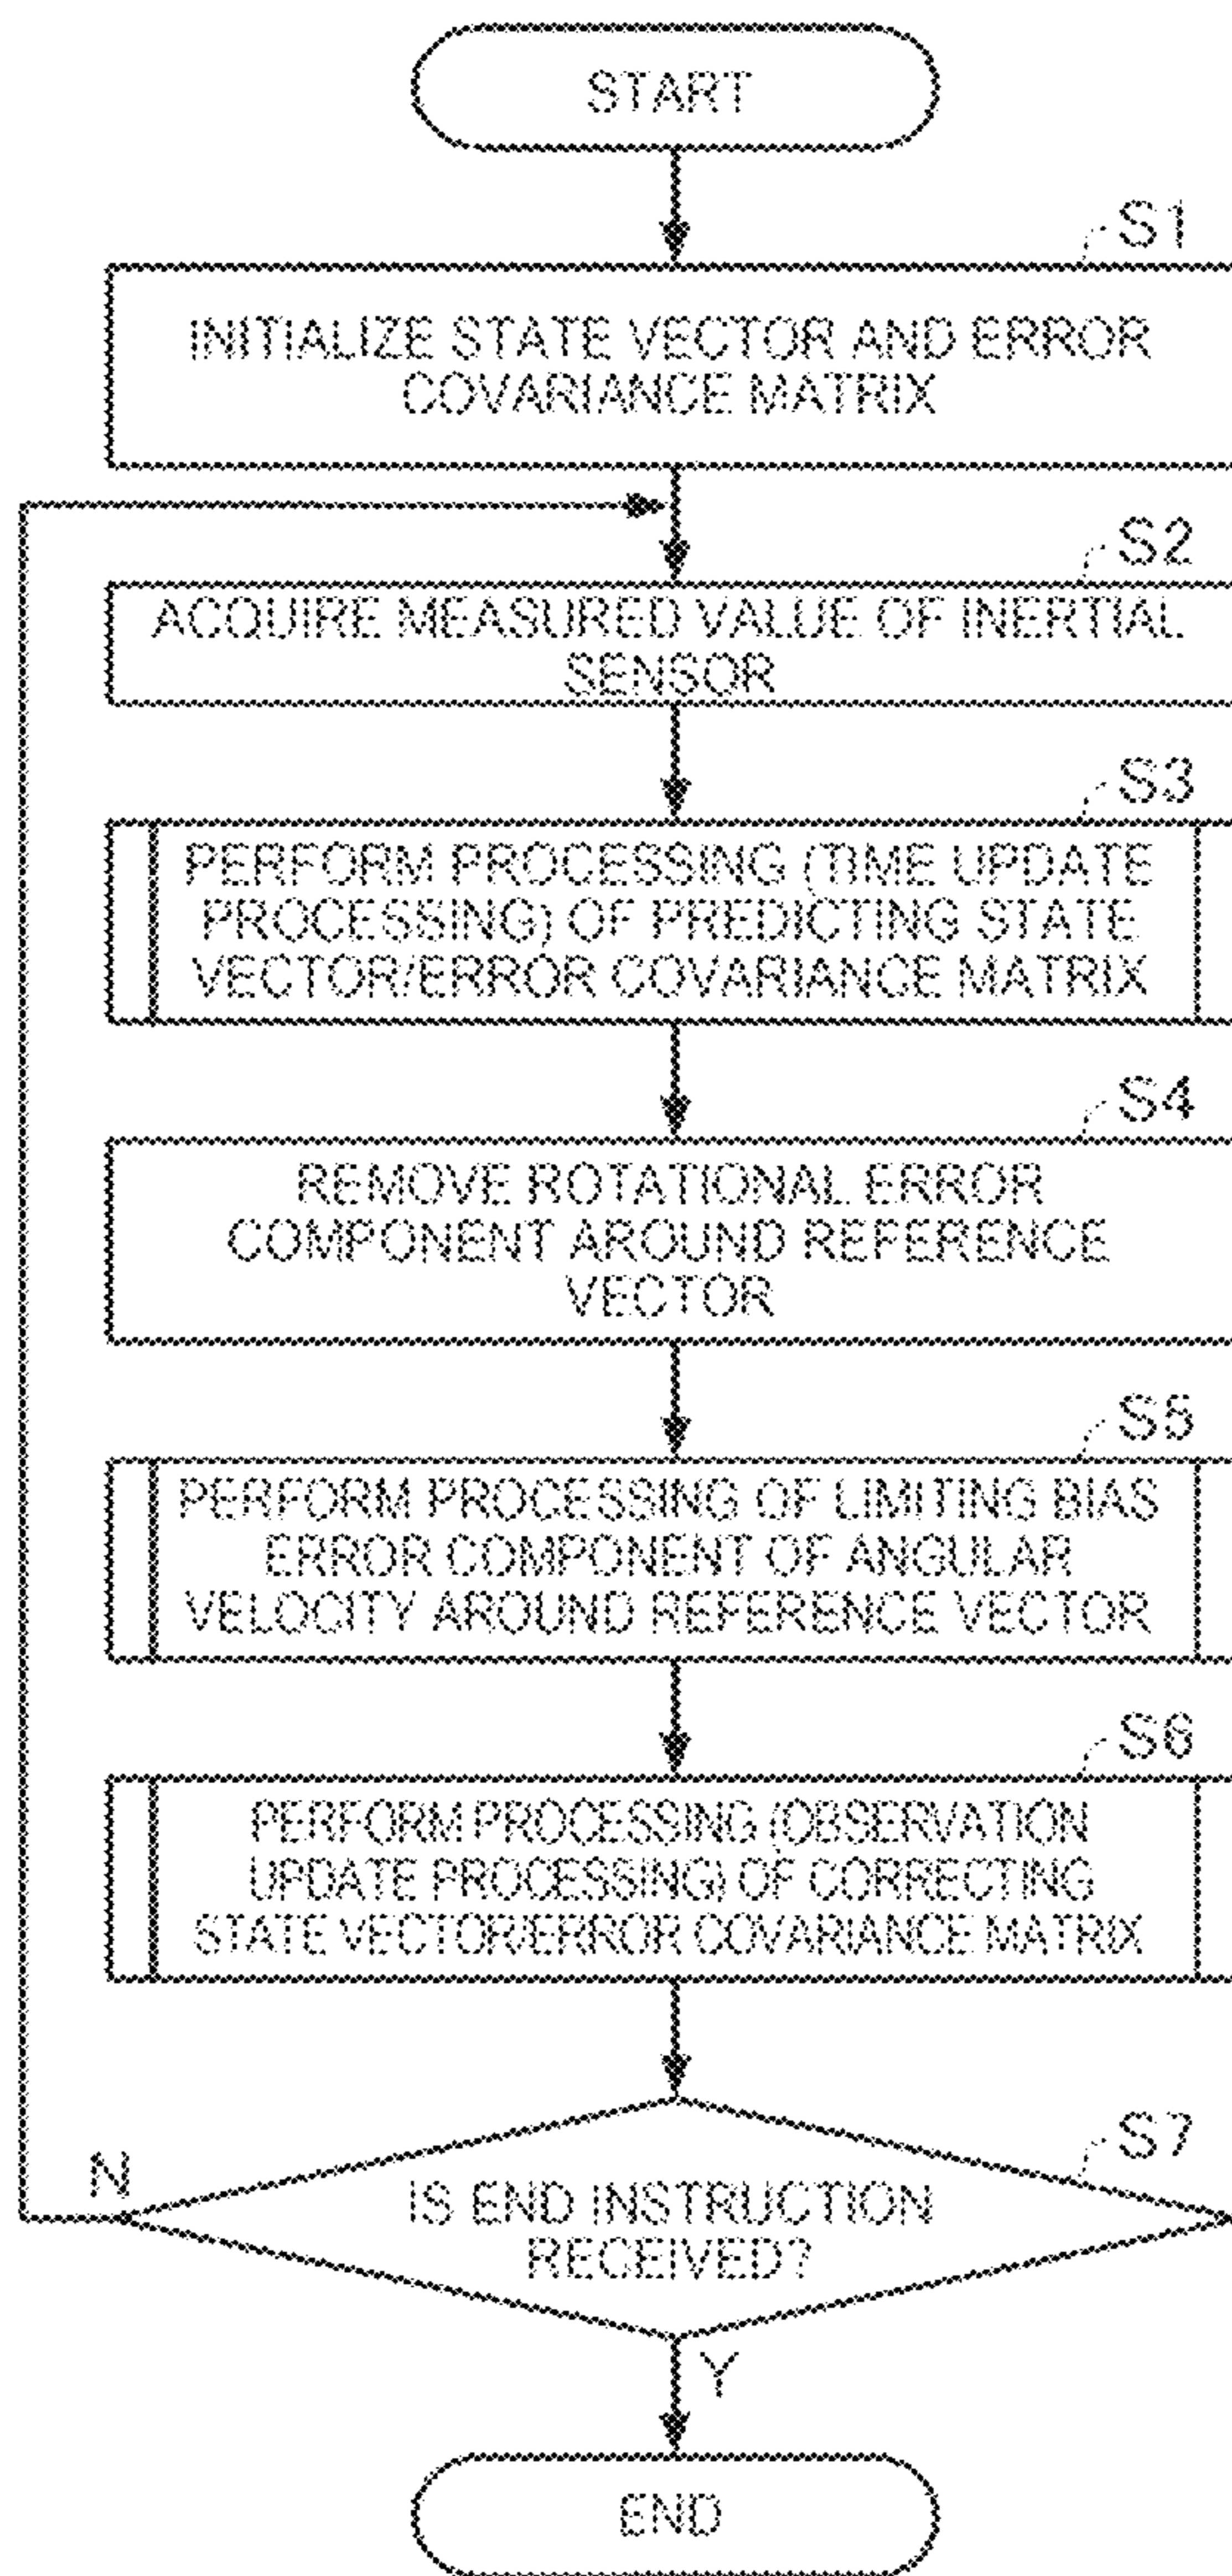 START
S1
INITIALIZE STATE VECTOR AND ERROR
COVARIANCE MATRIX
S2
ACQUIRE MEASURED VALUE OF INERTIAL
SENSOR
S3
PERFORM PROCESSING (TIME UPDATE
PROCESSING) OF PREDICTING STATE
VECTOR/ERROR COVARIANCE MATRIX
S4
REMOVE ROTATIONAL ERROR
COMPONENT AROUND REFERENCE
VECTOR
S5
PERFORM PROCESSING OF LIMITING BIAS
ERROR COMPONENT OF ANGULAR
VELOCITY AROUND REFERENCE VECTOR
S6
PERFORM PROCESSING (OBSERVATION
UPDATE PROCESSING) OF CORRECTING
STATE VECTOR/ERROR COVARIANCE MATRIX
S7
N
IS END INSTRUCTION
RECEIVED?
Y
END